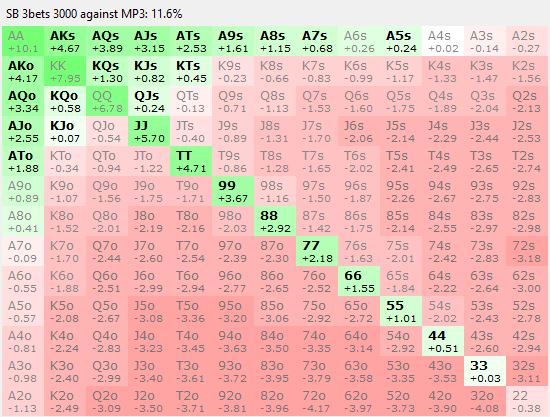 SB 3bets 3000 against MP3: 11.6%
AA AKs AQs AJs ATs A9s A8s A7s A6s A5s A4s A3s A2s
+10.1 +4.67 +3.89 +3.15 +2.53 +1.61 +1.15 +0.68 +0.26 +0.24 +0.02 -0.14 -0.27
AKo KK KQs KJs KTs K9s K8s K7s K6s K5s K4s K3s K2s
+4.17 +7.95 +1.30 +0.82 +0.45 -0.23 -0.66 -0.83 -0.99 -1.17 -1.33 -1.47 -1.56
AQo KQo QQ QJs QTs Q9s Q8s Q7s Q6s Q5s Q4s Q3s Q2s
+3.34 +0.58 +6.78 +0.24 -0.13 -0.71 -1.13 -1.53 -1.60 -1.75 -1.89 -2.04 -2.13
AJo KJo QJo JJ JTs J9s J8s J7s J6s J5s J4s J3s J2s
+2.55 +0.07 -0.54 +5.70 -0.40 -0.89 -1.31 -1.70 -2.06 -2.14 -2.29 -2.44 -2.53
ATo KTo QTo JTo TT T9s T8s T7s T6s T5s T4s T3s T2s
+1.88 -0.34 -0.94 -1.22 +4.71 -0.86 -1.28 -1.65 -2.02 -2.41 -2.49 -2.65 -2.74
A9o K9o Q9o J9o T9o 99 98s 97s 96s 95s 94s 93s 92s
+0.89 -1.07 -1.56 -1.75 -1.71 +3.67 -1.16 -1.50 -1.87 -2.26 -2.67 -2.75 -2.85
A8o K8o Q8o J8o T8o 98o 88 87s 86s 85s 84s 83s 82s
+0.41 -1.52 -2.01 -2.19 -2.16 -2.03 +2.92 -1.42 -1.75 -2.14 -2.55 -2.97 -2.98
A7o K7o Q7o J7o T7o 97o 87o 77 76s 75s 74s 73s 72s
-0.09 -1.70 -2.44 -2.60 -2.54 -2.39 -2.30 +2.18 -1.63 -2.01 -2.42 -2.83 -3.18
A6o K6o Q6o J6o T6o 96o 86o 76o 66 65s 64s 63s 62s
-0.55 -1.88 -2.51 -2.99 -2.94 -2.77 -2.65 -2.52 +1.55 -1.84 -2.22 -2.64 -3.00
A5o K5o Q5o J5o T5o 95o 85o 75o 65o 55 54s 53s 52s
-0.57 -2.08 -2.67 -3.08 -3.36 -3.20 -3.06 -2.92 -2.72 +1.01 -2.02 -2.43 -2.78
A4o K4o Q4o J4o T4o 94o 84o 74o 64o 54o 44 43s 42s
-0.81 -2.24 -2.83 -3.23 -3.45 -3.63 -3.50 -3.35 -3.14 -2.92 +0.51 -2.60 -2.94
A3o K3o Q3o J3o T3o 93o 83o 73o 63o 53o 43o 33 32s
-0.98 -2.40 -2.99 -3.40 -3.61 -3.72 -3.95 -3.79 -3.58 -3.35 -3.53 +0.03 -3.11
A2o K2o Q2o J2o T2o 92o 82o 72o 62o 52o 42o 32o 22
-1.13 -2.49 -3.09 -3.50 -3.71 -3.81 -3.96 -4.17 -3.97 -3.73 -3.90 -4.08 -0.38